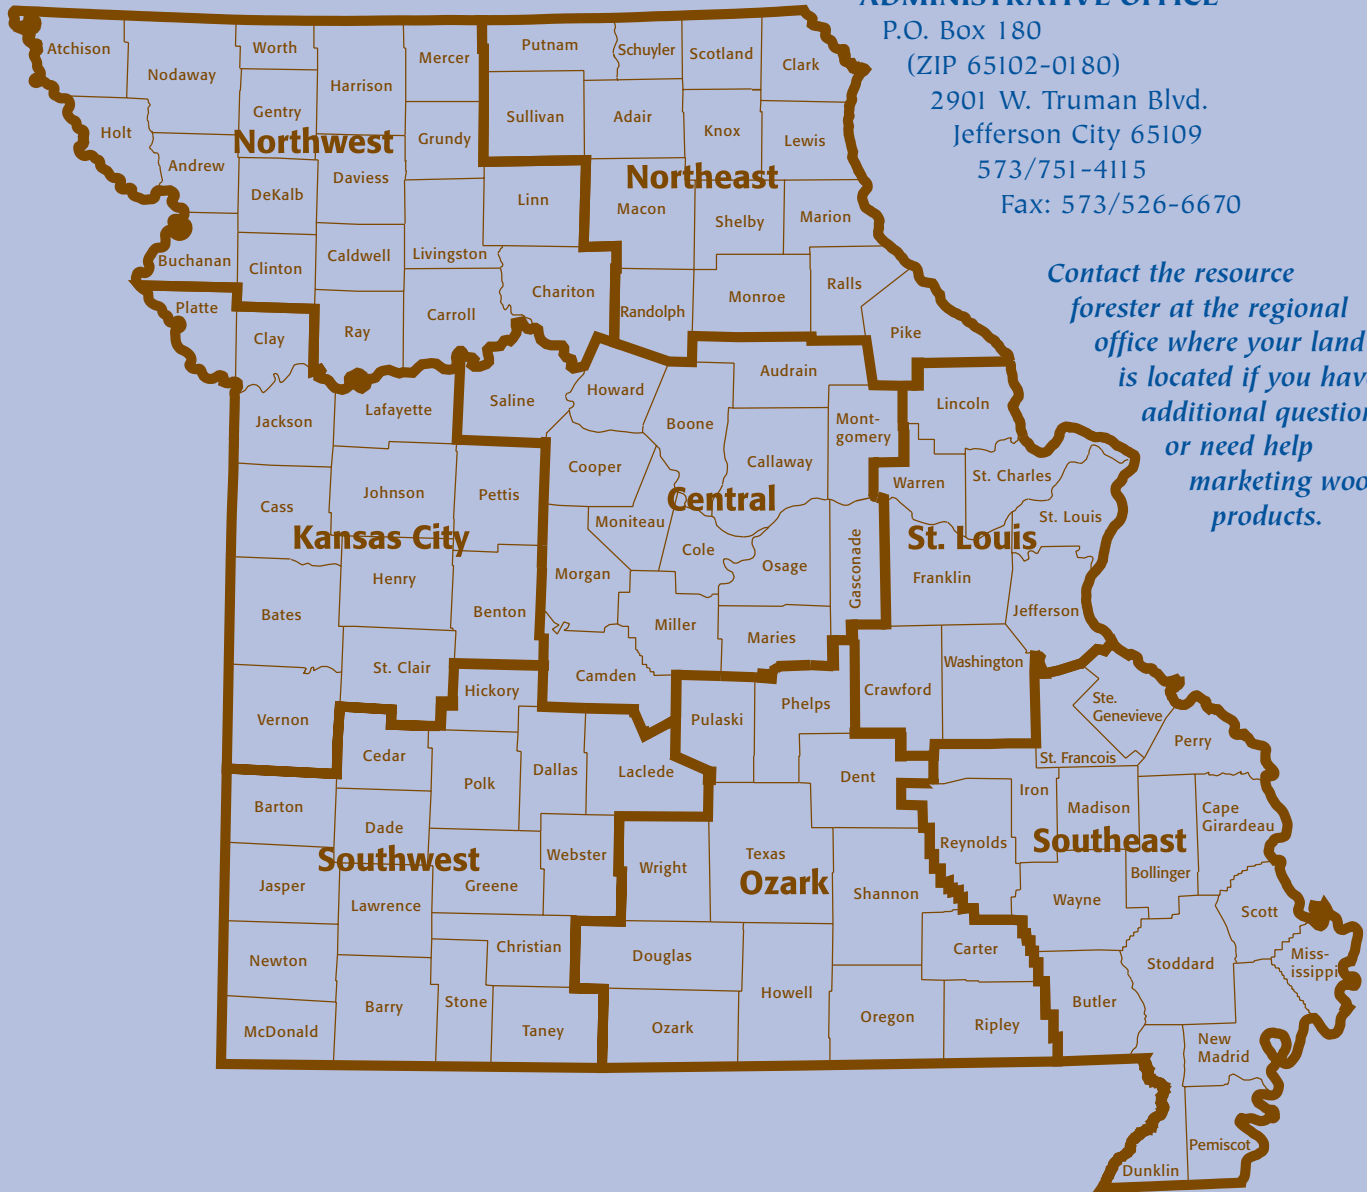 ADMINISTRATIVE OFFICE
P.O. Box 180
(ZIP 65102-0180)
2901 W. Truman Blvd.
Jefferson City 65109
573/751-4115
Fax: 573/526-6670
Contact the resource
forester at the regional
office where your land
is located if you hav
additional question
or need help
marketing woo
products.
Northwest
Atchison
Nodaway
Worth
Gentry
Harrison
Mercer
Grundy
Holt
Andrew
DeKalb
Daviess
Linn
Buchanan
Clinton
Caldwell
Livingston
Chariton
Carroll
Ray
Northeast
Putnam
Schuyler
Scotland
Clark
Sullivan
Adair
Knox
Lewis
Macon
Shelby
Marion
Randolph
Monroe
Ralls
Pike
Kansas City
Platte
Clay
Jackson
Lafayette
Cass
Johnson
Pettis
Bates
Henry
Benton
St. Clair
Vernon
Central
Saline
Howard
Boone
Audrain
Mont-
gomery
Callaway
Cooper
Moniteau
Cole
Osage
Gasconade
Morgan
Miller
Maries
Camden
St. Louis
Lincoln
Warren
St. Charles
St. Louis
Franklin
Jefferson
Crawford
Washington
Southwest
Hickory
Cedar
Polk
Dallas
Laclede
Barton
Dade
Webster
Jasper
Lawrence
Greene
Christian
Newton
Barry
Stone
Taney
McDonald
Ozark
Pulaski
Phelps
Dent
Wright
Texas
Shannon
Douglas
Howell
Carter
Ozark
Oregon
Ripley
Southeast
Ste.
Genevieve
Perry
St. Francois
Iron
Madison
Cape
Girardeau
Reynolds
Bollinger
Wayne
Scott
Stoddard
Miss-
issippi
Butler
New
Madrid
Pemiscot
Dunklin